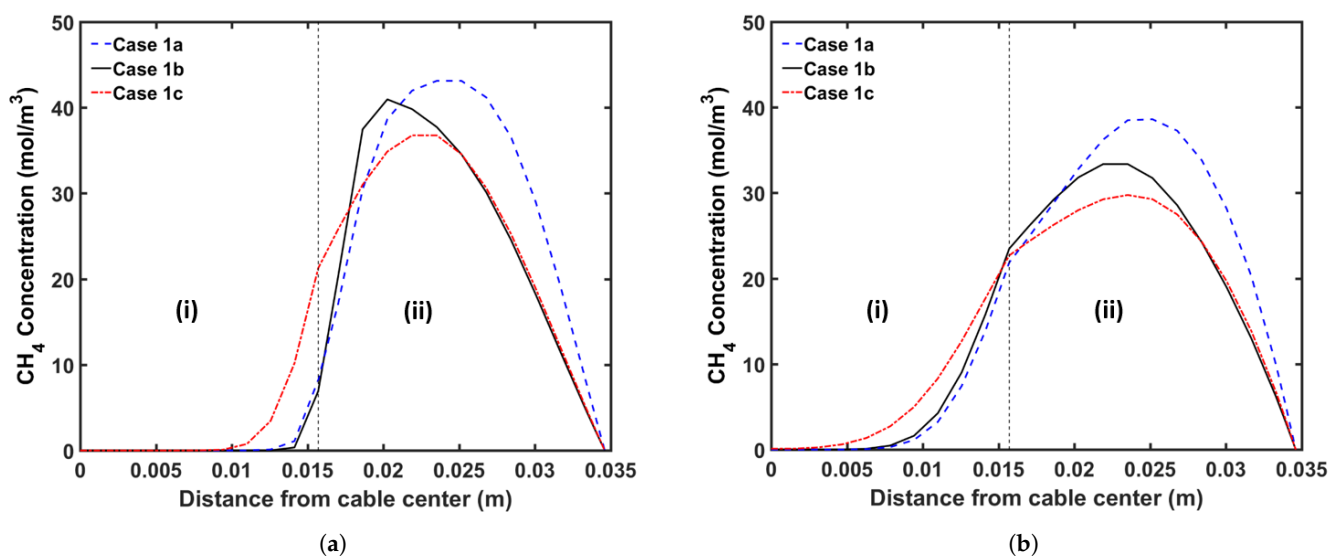 50
40
30
20
10
0
CH4 Concentration (mol/m³)
Case 1a
Case 1b
Case 1c
(i)
(ii)
0 0.005 0.01 0.015 0.02 0.025 0.03 0.035
Distance from cable center (m)
(a)
50
40
30
20
10
0
CH4 Concentration (mol/m³)
Case 1a
Case 1b
Case 1c
(i)
(ii)
0 0.005 0.01 0.015 0.02 0.025 0.03 0.035
Distance from cable center (m)
(b)